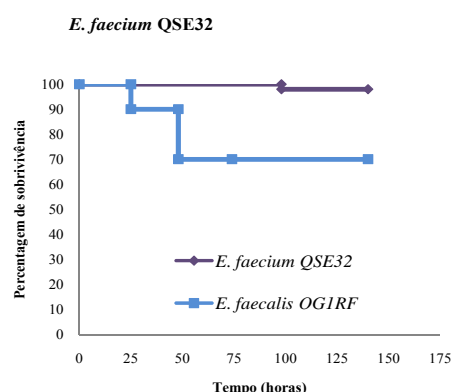 E. faecium QSE32
Percentagem de sobrivivência
100
90
80
70
60
50
40
30
20
10
0
E. faecium QSE32
E. faecalis OG1RF
0 25 50 75 100 125 150 175
Tempo (horas)